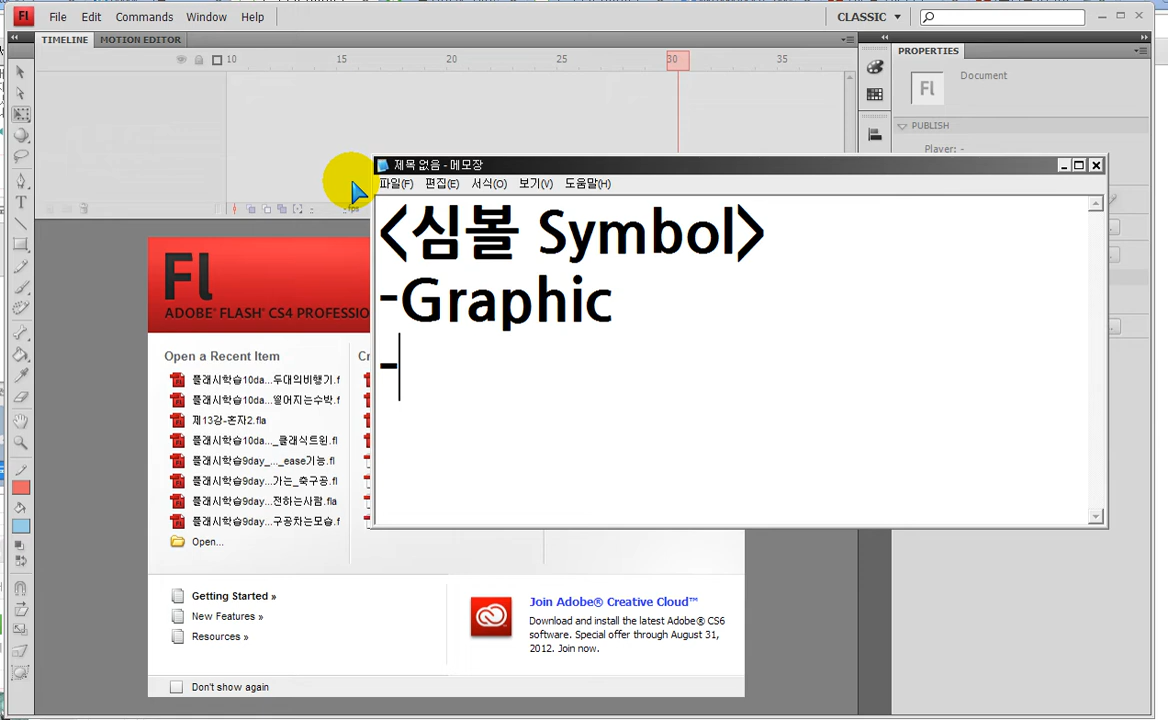 Fl
File Edit Commands Window Help
CLASSIC
TIMELINE MOTION EDITOR
10 15 20 25 30 35
fps
PROPERTIES
Fl
Document
PUBLISH
Player: -
제목 없음 - 메모장
파일(F) 편집(E) 서식(O) 보기(V) 도움말(H)
<심볼 Symbol>
-Graphic
-
Fl
ADOBE® FLASH® CS4 PROFESSIO
Open a Recent Item
Cr
플래시학습10da...두대의비행기.f
플래시학습10da...떨어지는수박.f
제13강-혼자2.fla
플래시학습10da..._클래식트윈.fl
플래시학습9day_..._ease기능.fl
플래시학습9day...가는_축구공.fl
플래시학습9day...전하는사람.fla
플래시학습9day...구공차는모습.f
Open...
Getting Started »
New Features »
Resources »
Join Adobe® Creative Cloud™
Download and install the latest Adobe® CS6
software. Special offer through August 31,
2012. Join now.
Don't show again